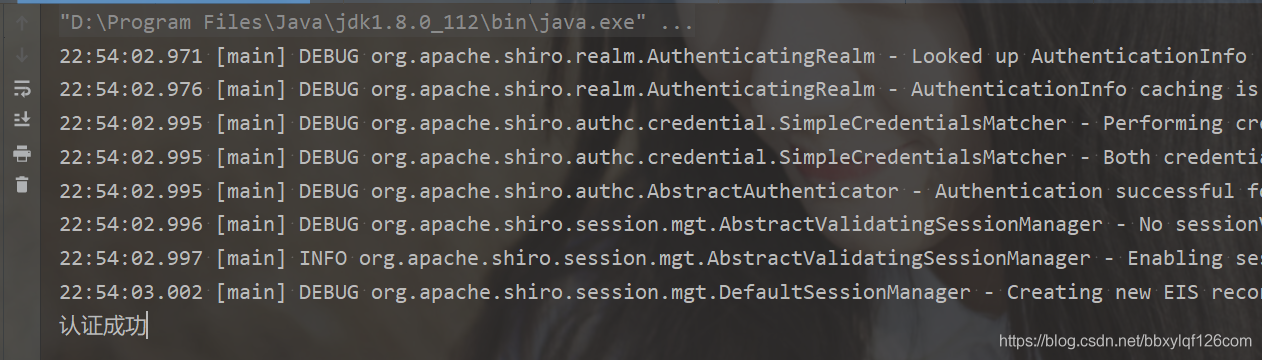 "D:\Program Files\Java\jdk1.8.0_112\bin\java.exe" ...
22:54:02.971 [main] DEBUG org.apache.shiro.realm.AuthenticatingRealm - Looked up AuthenticationInfo
22:54:02.976 [main] DEBUG org.apache.shiro.realm.AuthenticatingRealm - AuthenticationInfo caching is
22:54:02.995 [main] DEBUG org.apache.shiro.authc.credential.SimpleCredentialsMatcher - Performing cre
22:54:02.995 [main] DEBUG org.apache.shiro.authc.credential.SimpleCredentialsMatcher - Both credentia
22:54:02.995 [main] DEBUG org.apache.shiro.authc.AbstractAuthenticator - Authentication successful fo
22:54:02.996 [main] DEBUG org.apache.shiro.session.mgt.AbstractValidatingSessionManager - No sessionV
22:54:02.997 [main] INFO org.apache.shiro.session.mgt.AbstractValidatingSessionManager - Enabling ses
22:54:03.002 [main] DEBUG org.apache.shiro.session.mgt.DefaultSessionManager - Creating new EIS recor
认证成功
https://blog.csdn.net/bbxylqf126com